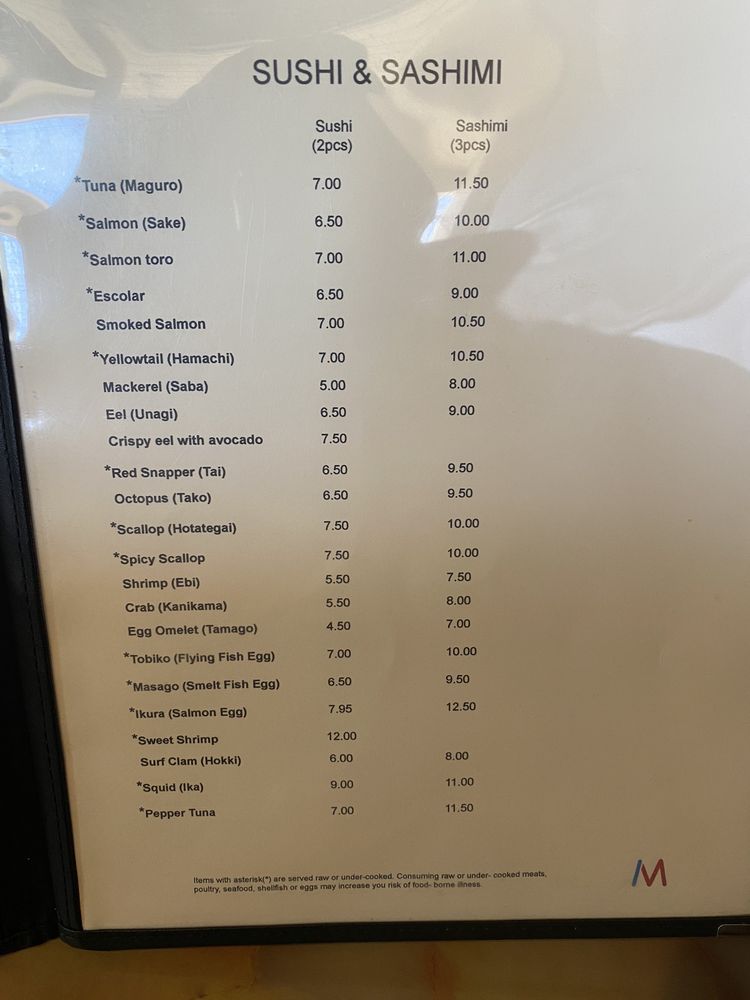 SUSHI & SASHIMI
Sushi Sashimi
(2pcs) (3pcs)
*Tuna (Maguro) 7.00 11.50
*Salmon (Sake) 6.50 10.00
*Salmon toro 7.00 11.00
*Escolar 6.50 9.00
Smoked Salmon 7.00 10.50
*Yellowtail (Hamachi) 7.00 10.50
Mackerel (Saba) 5.00 8.00
Eel (Unagi) 6.50 9.00
Crispy eel with avocado 7.50
*Red Snapper (Tai) 6.50 9.50
Octopus (Tako) 6.50 9.50
*Scallop (Hotategai) 7.50 10.00
*Spicy Scallop 7.50 10.00
Shrimp (Ebi) 5.50 7.50
Crab (Kanikama) 5.50 8.00
Egg Omelet (Tamago) 4.50 7.00
*Tobiko (Flying Fish Egg) 7.00 10.00
*Masago (Smelt Fish Egg) 6.50 9.50
*Ikura (Salmon Egg) 7.95 12.50
*Sweet Shrimp 12.00
Surf Clam (Hokki) 6.00 8.00
*Squid (Ika) 9.00 11.00
*Pepper Tuna 7.00 11.50
Items with asterisk(*) are served raw or under-cooked. Consuming raw or under- cooked meats,
poultry, seafood, shellfish or eggs may increase you risk of food- borne illness.
M